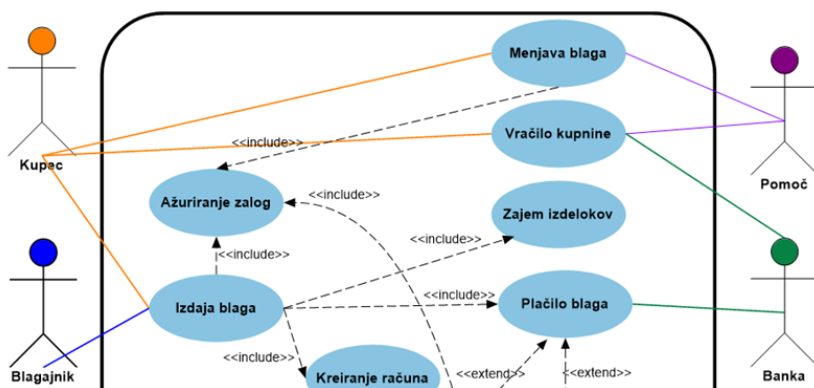 Menjava blaga
<<include>>
Vračilo kupnine
Kupec
Pomoč
<<include>>
Ažuriranje zalog
Zajem izdelokov
<<include>>
<<include>>
Izdaja blaga
<<include>>
Plačilo blaga
<<include>>
Blagajnik
Kreiranje računa
<<extend>>
<<extend>>
Banka